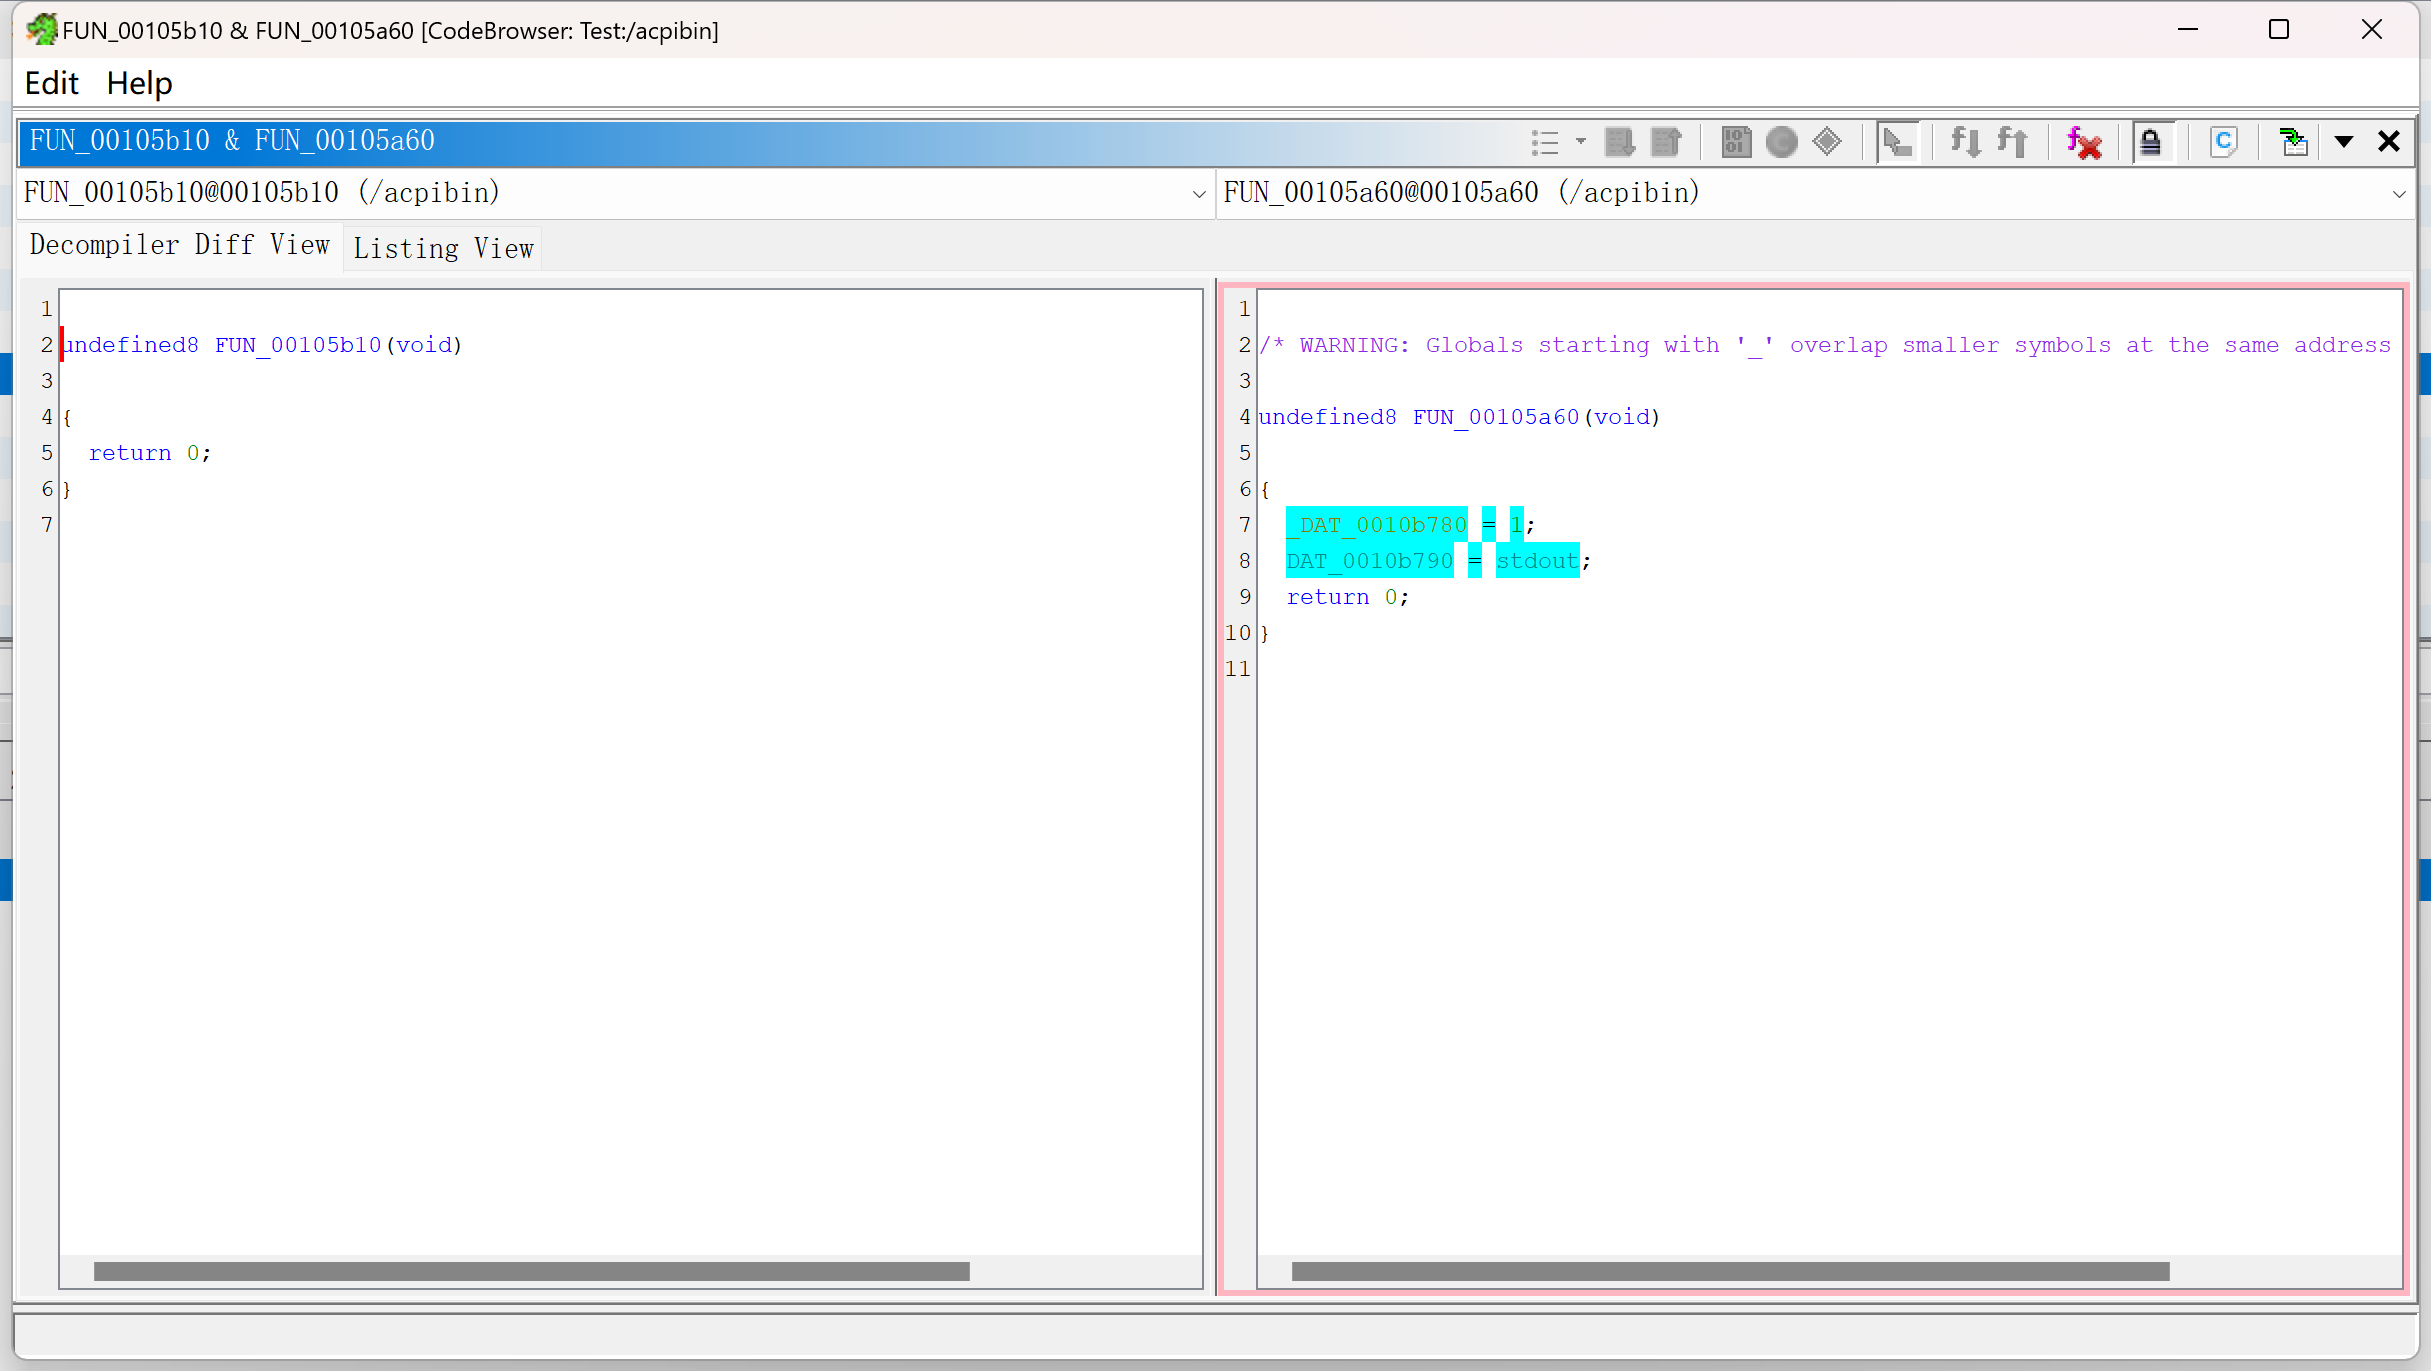 FUN_00105b10 & FUN_00105a60 [CodeBrowser: Test:/acpibin]
Edit Help
FUN_00105b10 & FUN_00105a60
FUN_00105b10@00105b10 (/acpibin)
FUN_00105a60@00105a60 (/acpibin)
Decompiler Diff View Listing View
1
2 undefined8 FUN_00105b10(void)
3
4 {
5 return 0;
6 }
7
1
2 /* WARNING: Globals starting with '_' overlap smaller symbols at the same address
3
4 undefined8 FUN_00105a60(void)
5
6 {
7 _DAT_0010b780 = 1;
8 DAT_0010b790 = stdout;
9 return 0;
10 }
11